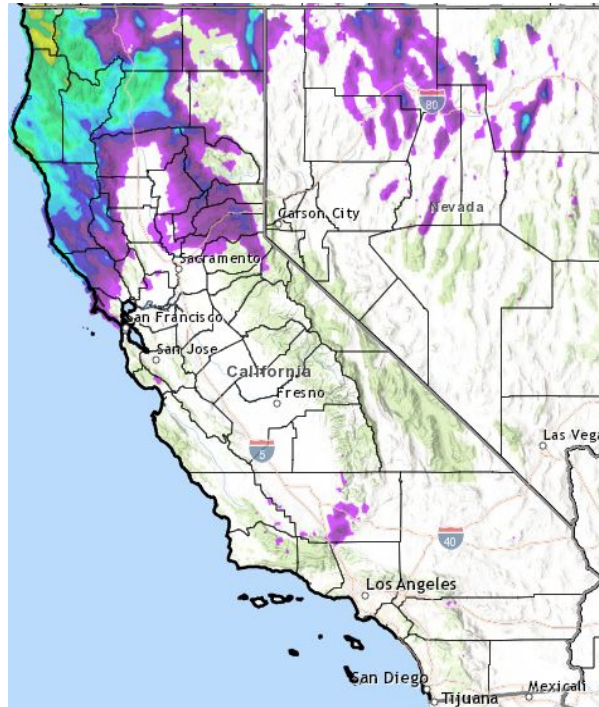 80
Carson City
Nevada
Sacramento
San Francisco
San Jose
California
Fresno
5
Las Vega
40
Los Angeles
San Diego
Mexicali
Tijuana